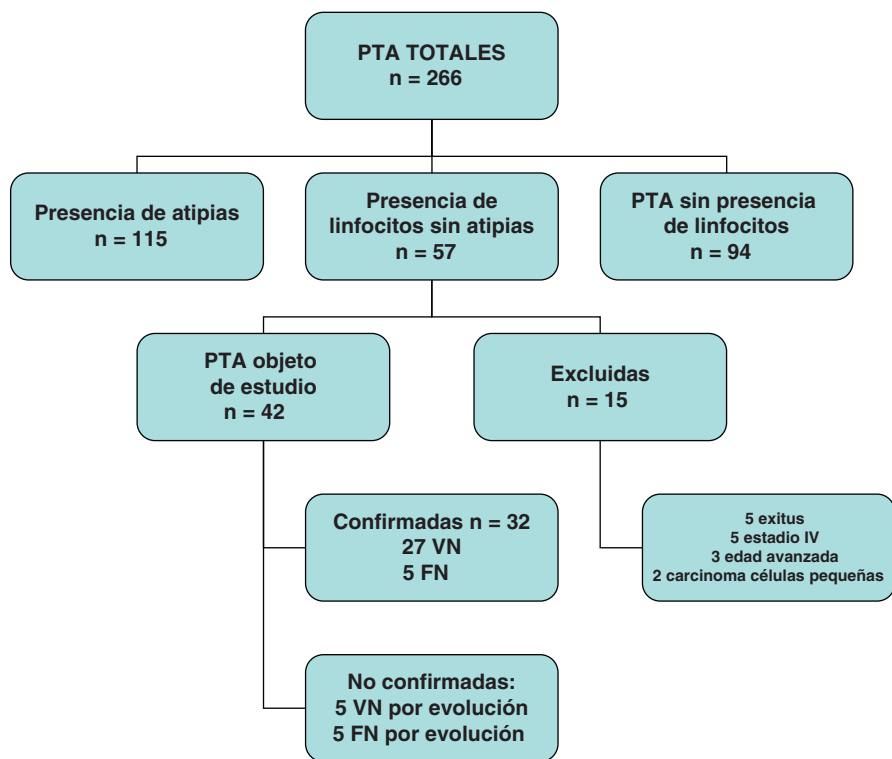 PTA TOTALES
n = 266
Presencia de atipias
n = 115
Presencia de
linfocitos sin atipias
n = 57
PTA sin presencia
de linfocitos
n = 94
PTA objeto
de estudio
n = 42
Excluidas
n = 15
Confirmadas n = 32
27 VN
5 FN
5 exitus
5 estadio IV
3 edad avanzada
2 carcinoma células pequeñas
No confirmadas:
5 VN por evolución
5 FN por evolución